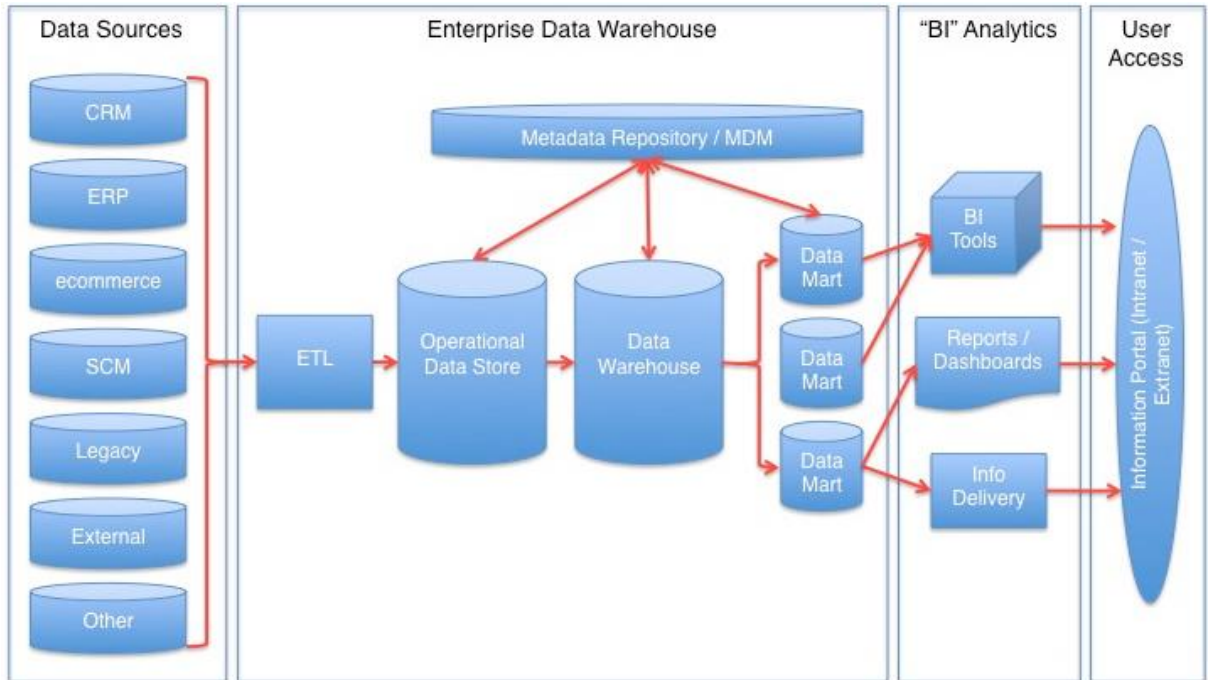 Data Sources
CRM
ERP
ecommerce
SCM
Legacy
External
Other
Enterprise Data Warehouse
Metadata Repository / MDM
ETL
Operational
Data Store
Data
Warehouse
Data
Mart
Data
Mart
Data
Mart
“BI” Analytics
BI
Tools
Reports /
Dashboards
Info
Delivery
User
Access
Information Portal (Intranet /
Extranet)